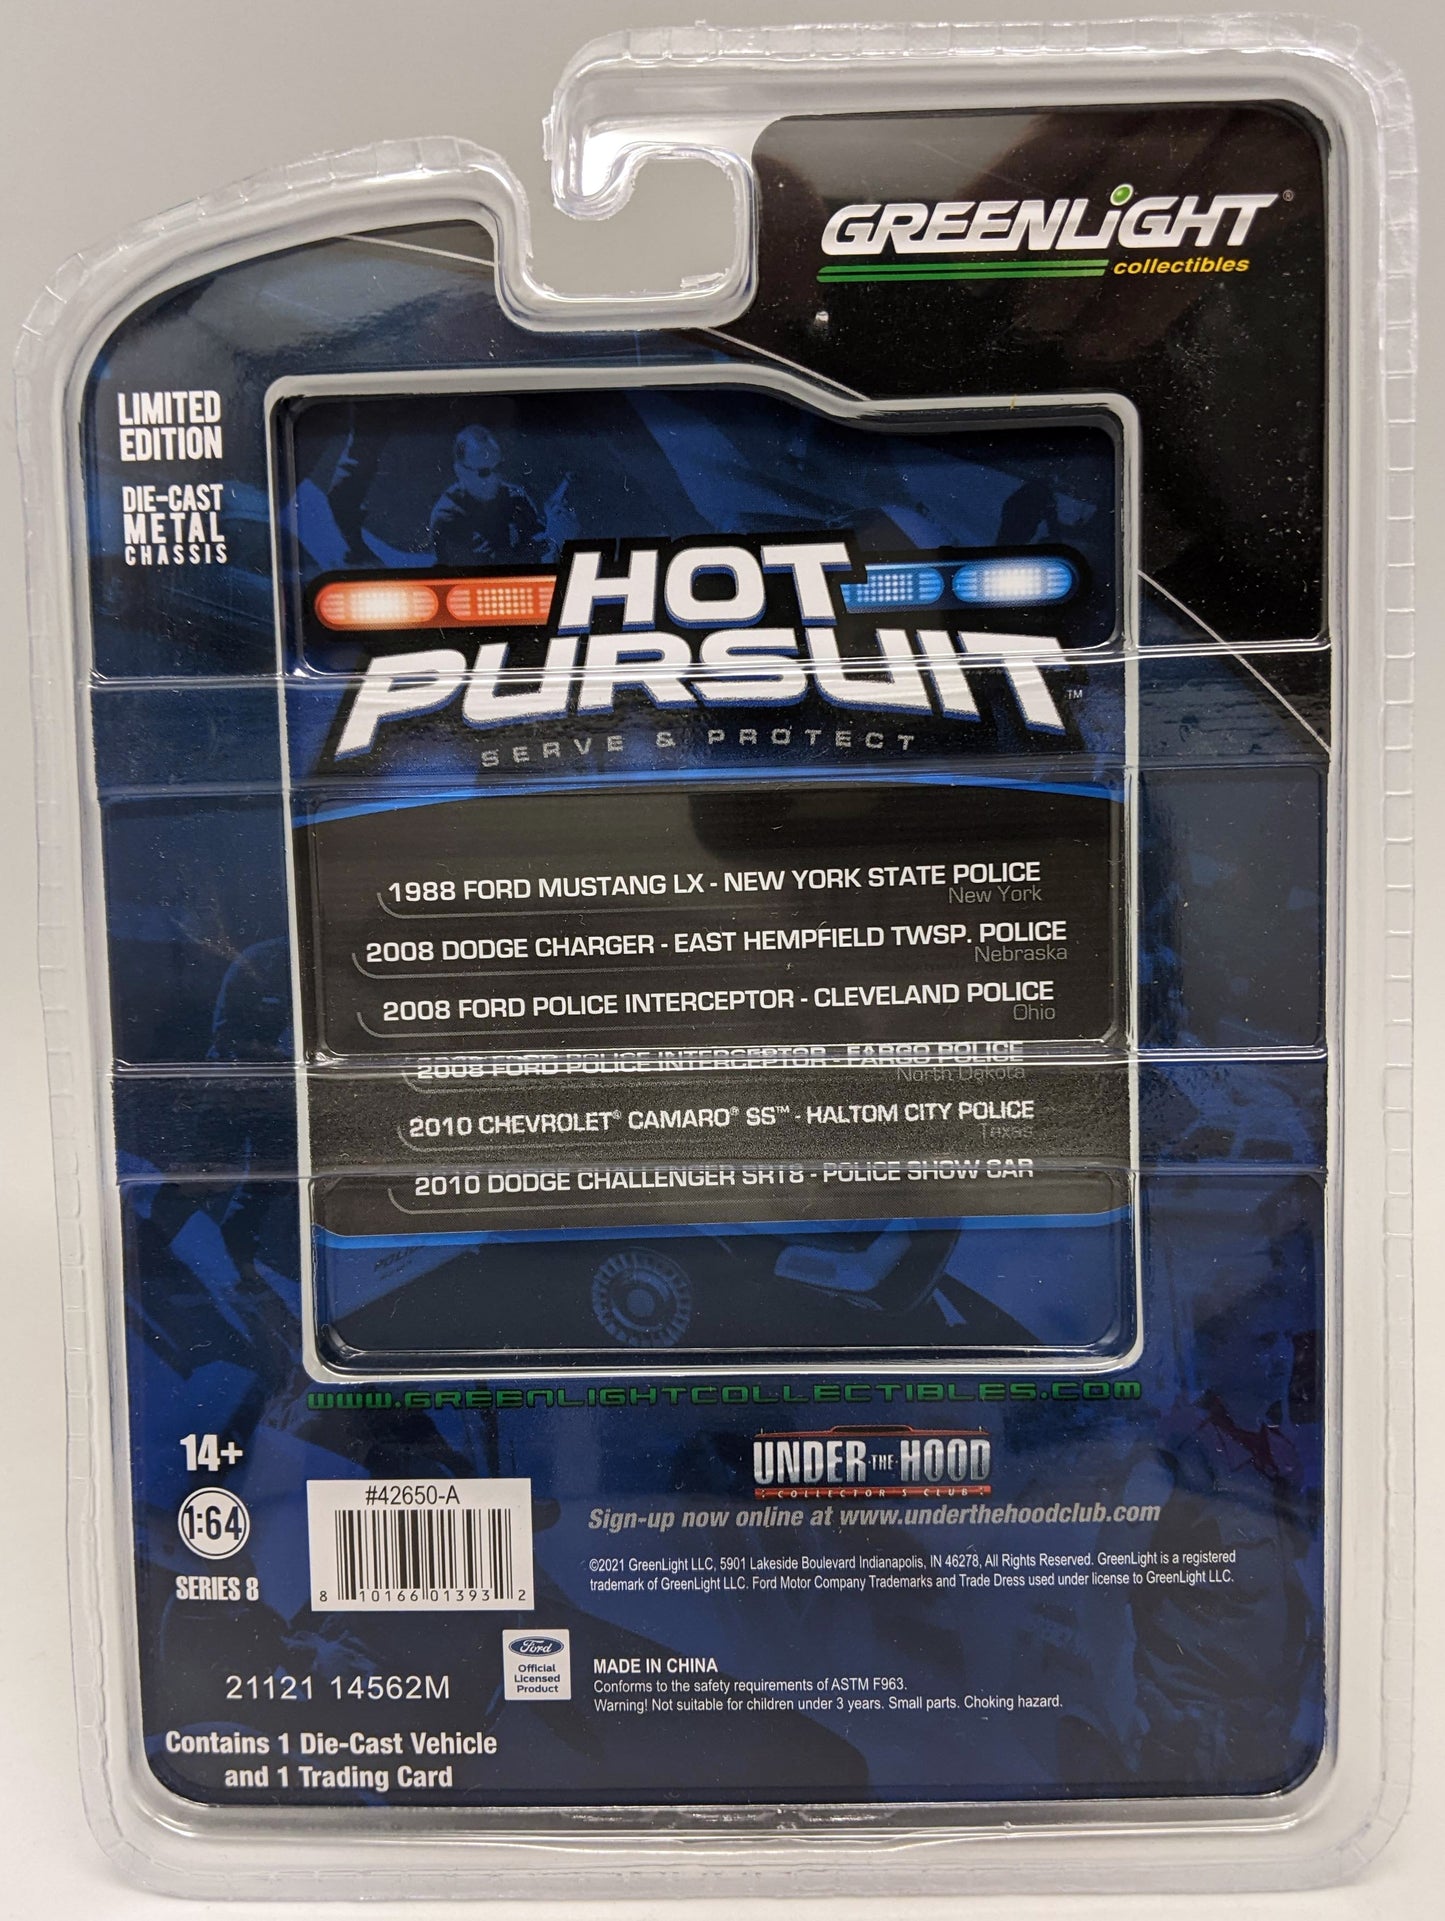 GREENLiGHT®
collectibles
LIMITED
EDITION
DIE-CAST
METAL
CHASSIS
HOT
PURSUIT™
SERVE & PROTECT
1988 FORD MUSTANG LX - NEW YORK STATE POLICE
New York
2008 DODGE CHARGER - EAST HEMPFIELD TWSP. POLICE
Nebraska
2008 FORD POLICE INTERCEPTOR - CLEVELAND POLICE
Ohio
2008 FORD POLICE INTERCEPTOR - FARGO POLICE
North Dakota
2010 CHEVROLET® CAMARO® SS™ - HALTOM CITY POLICE
Texas
2010 DODGE CHALLENGER SRT8 - POLICE SHOW CAR
www.GREENLIGHTCOLLECTIBLES.COM
14+
1:64
SERIES 8
#42650-A
8 10166 01393 2
UNDER·THE·HOOD
COLLECTOR'S CLUB
Sign-up now online at www.underthehoodclub.com
©2021 GreenLight LLC, 5901 Lakeside Boulevard Indianapolis, IN 46278, All Rights Reserved. GreenLight is a registered
trademark of GreenLight LLC. Ford Motor Company Trademarks and Trade Dress used under license to GreenLight LLC.
Ford
Official
Licensed
Product
MADE IN CHINA
Conforms to the safety requirements of ASTM F963.
Warning! Not suitable for children under 3 years. Small parts. Choking hazard.
21121 14562M
Contains 1 Die-Cast Vehicle
and 1 Trading Card